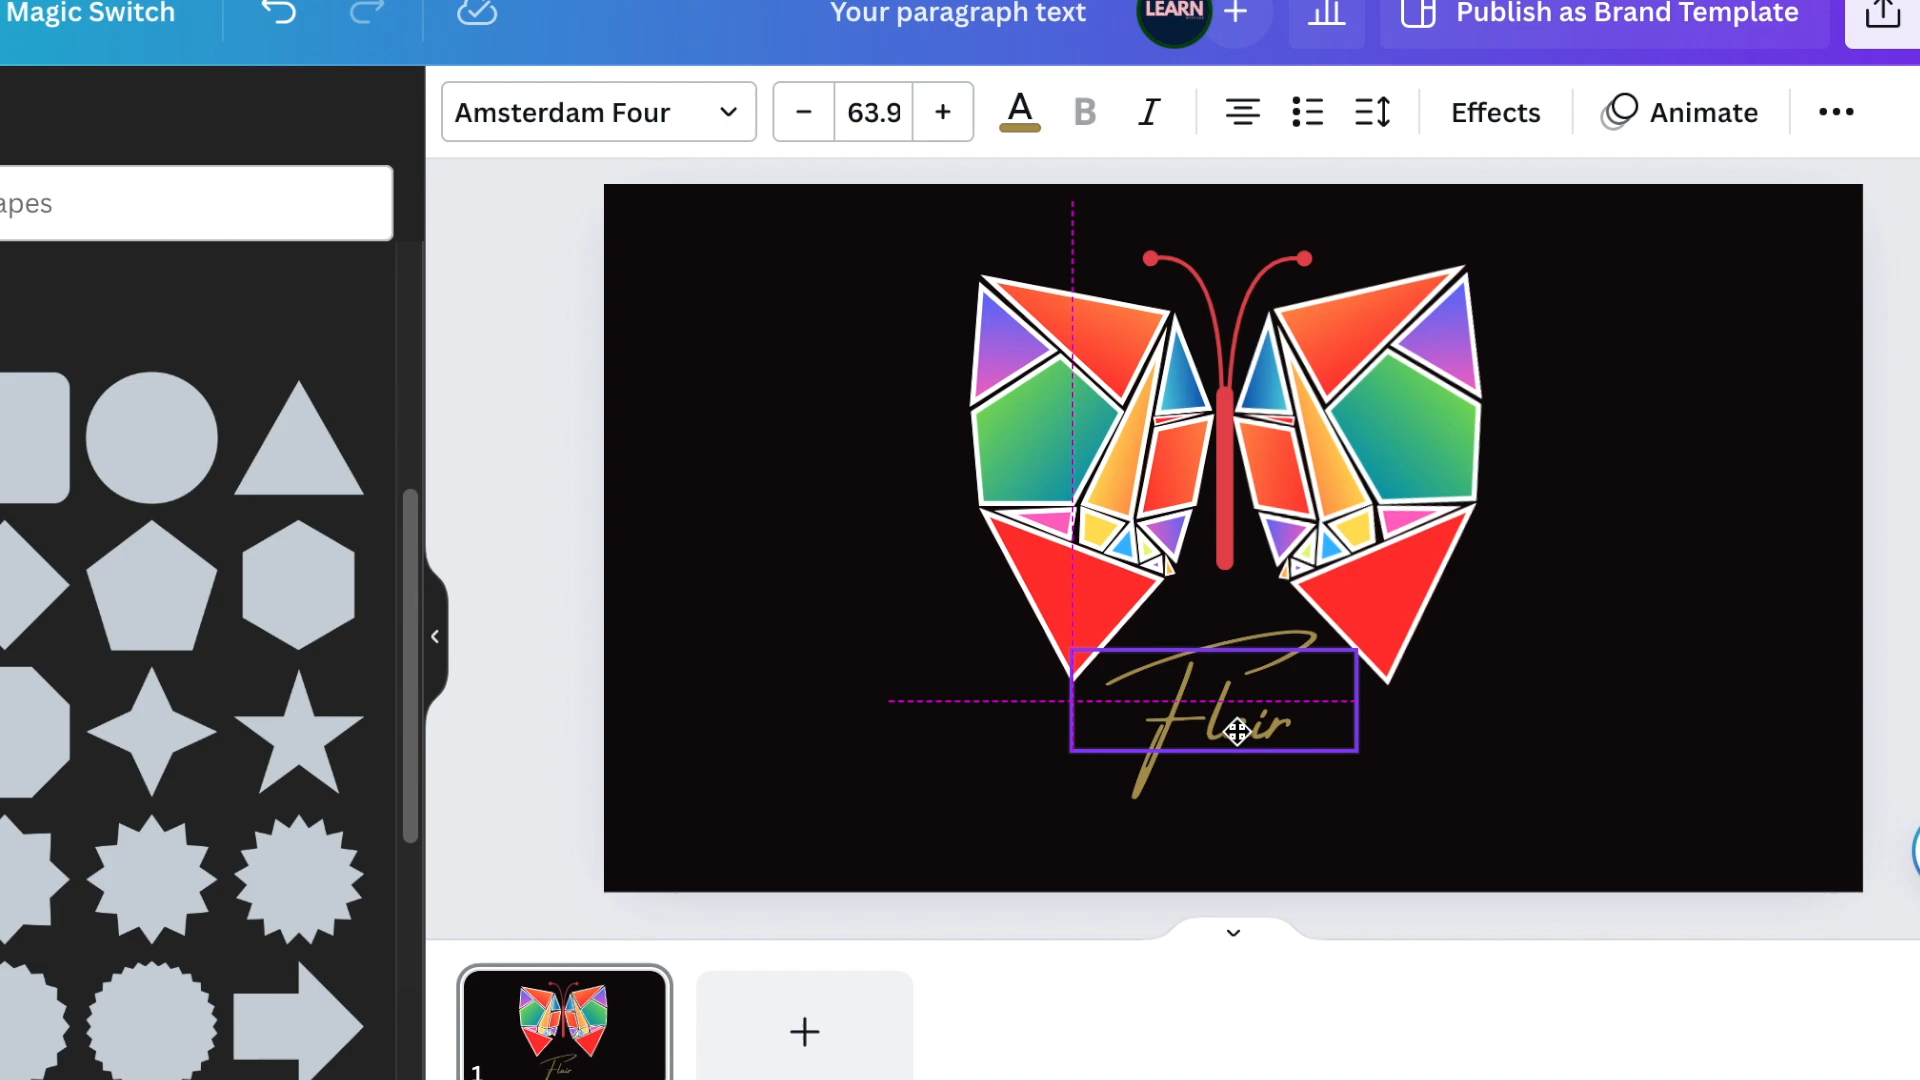 Magic Switch
Your paragraph text
LEARN
Publish as Brand Template
Amsterdam Four
63.9
A
B
I
Effects
Animate
apes
Flair
1
Flair